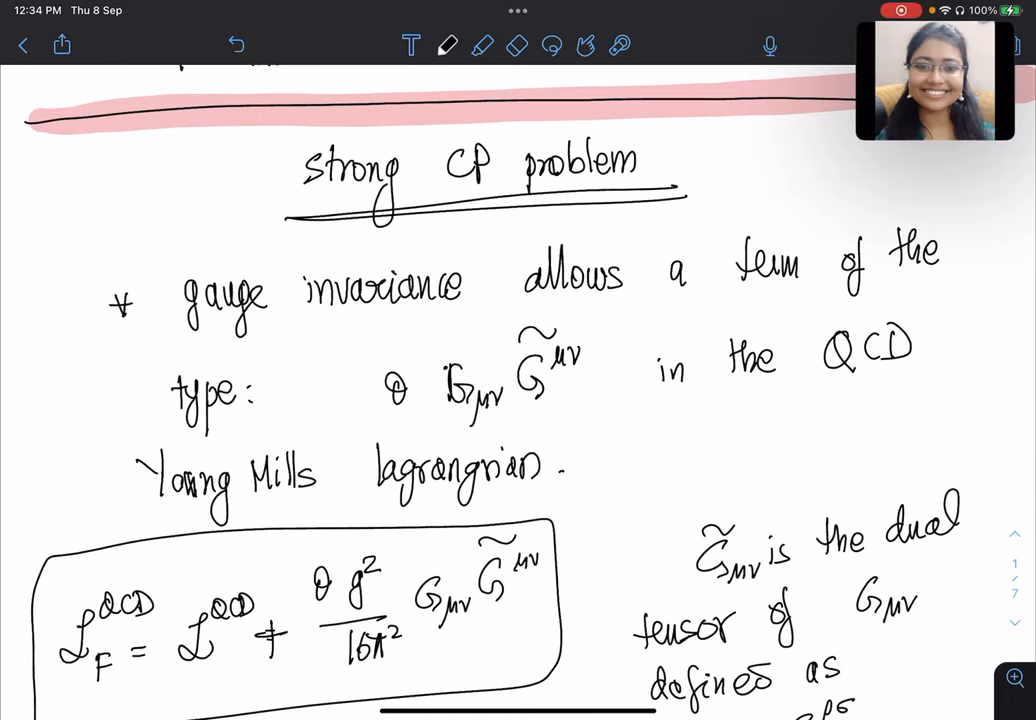 12:34 PM Thu 8 Sep
100%
strong CP problem
* gauge invariance allows a term of the
type: θ G_μν G̃^μν in the QCD
Young Mills lagrangian.
ℒ_F^QCD = ℒ^QCD + θ g²/16π² G_μν G̃^μν
G̃_μν is the dual
tensor of G_μν
defined as
1/7